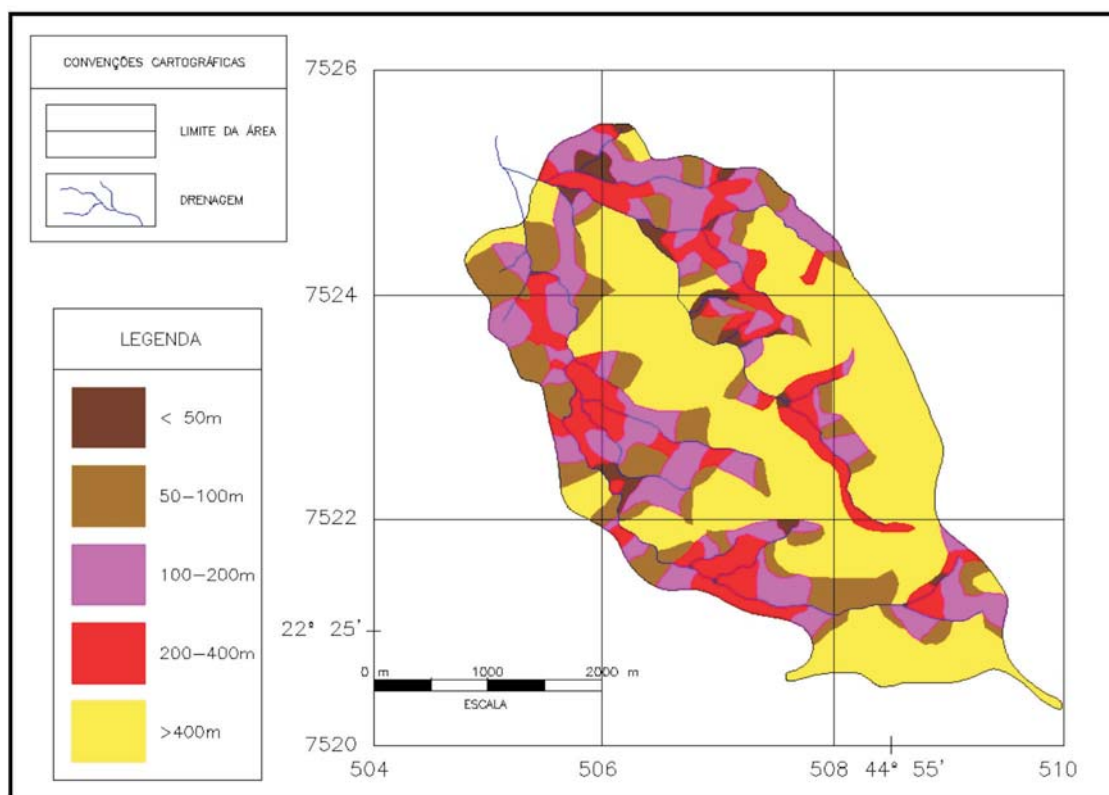 CONVENÇÕES CARTOGRÁFICAS
LIMITE DA ÁREA
DRENAGEM
LEGENDA
< 50m
50-100m
100-200m
200-400m
>400m
7526
7524
7522
22° 25'
7520
0 m 1000 2000 m
ESCALA
504 506 508 44° 55' 510